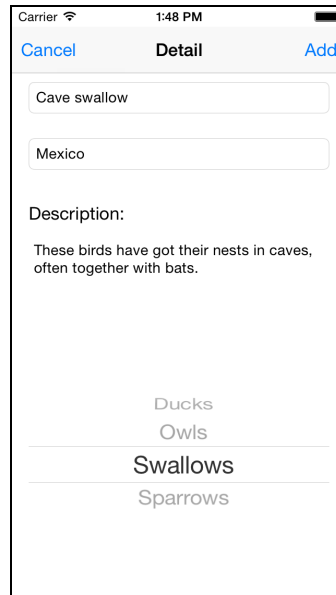 Carrier 1:48 PM
Cancel Detail Add
Cave swallow
Mexico
Description:
These birds have got their nests in caves,
often together with bats.
Ducks
Owls
Swallows
Sparrows